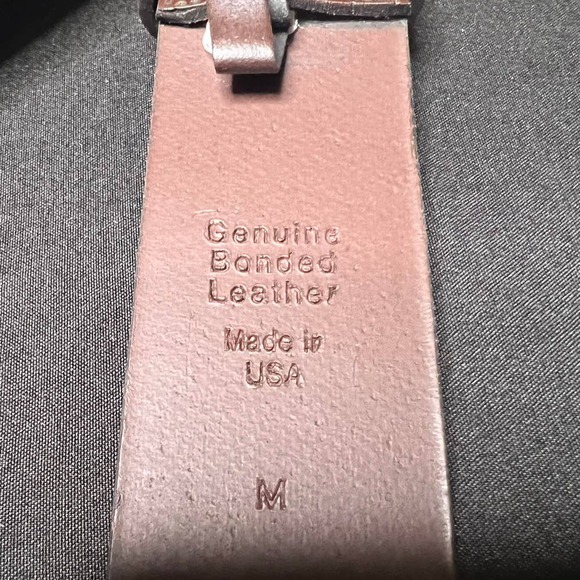 Genuine
Bonded
Leather
Made in
USA
M